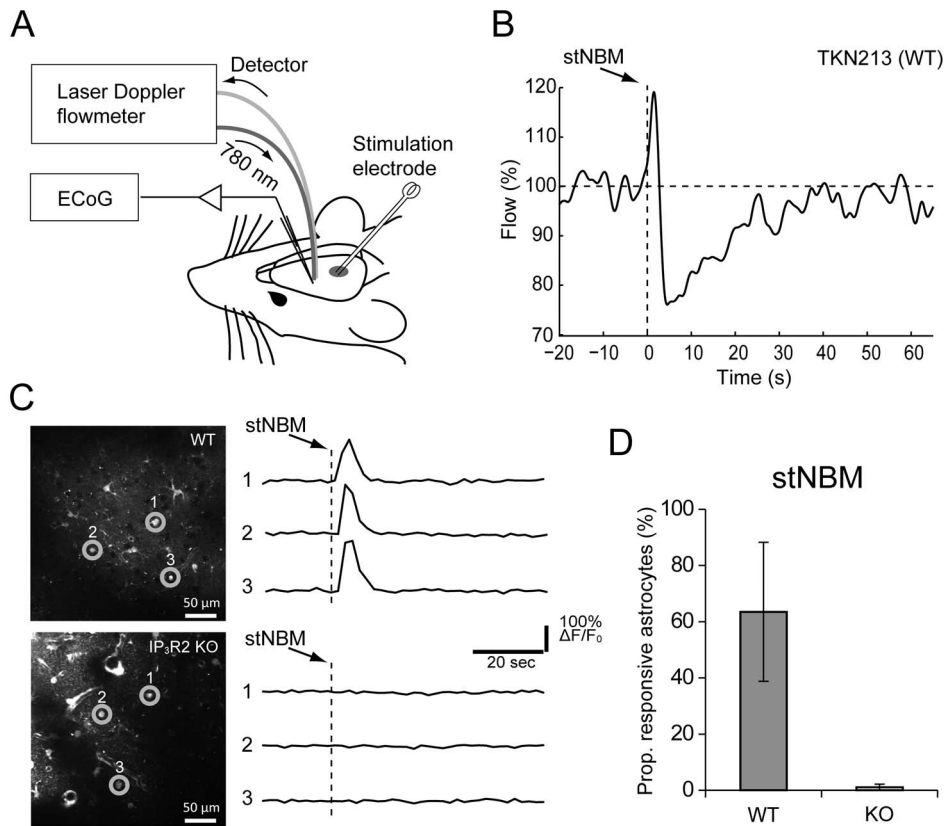 A
Laser Doppler
flowmeter
Detector
780 nm
Stimulation
electrode
ECoG
B
stNBM
TKN213 (WT)
120
110
100
90
80
70
Flow (%)
−20 −10 0 10 20 30 40 50 60
Time (s)
C
WT
1
2
3
50 µm
IP₃R2 KO
1
2
3
50 µm
stNBM
1
2
3
100%
ΔF/F₀
20 sec
stNBM
1
2
3
D
stNBM
100
80
60
40
20
0
Prop. responsive astrocytes (%)
WT KO